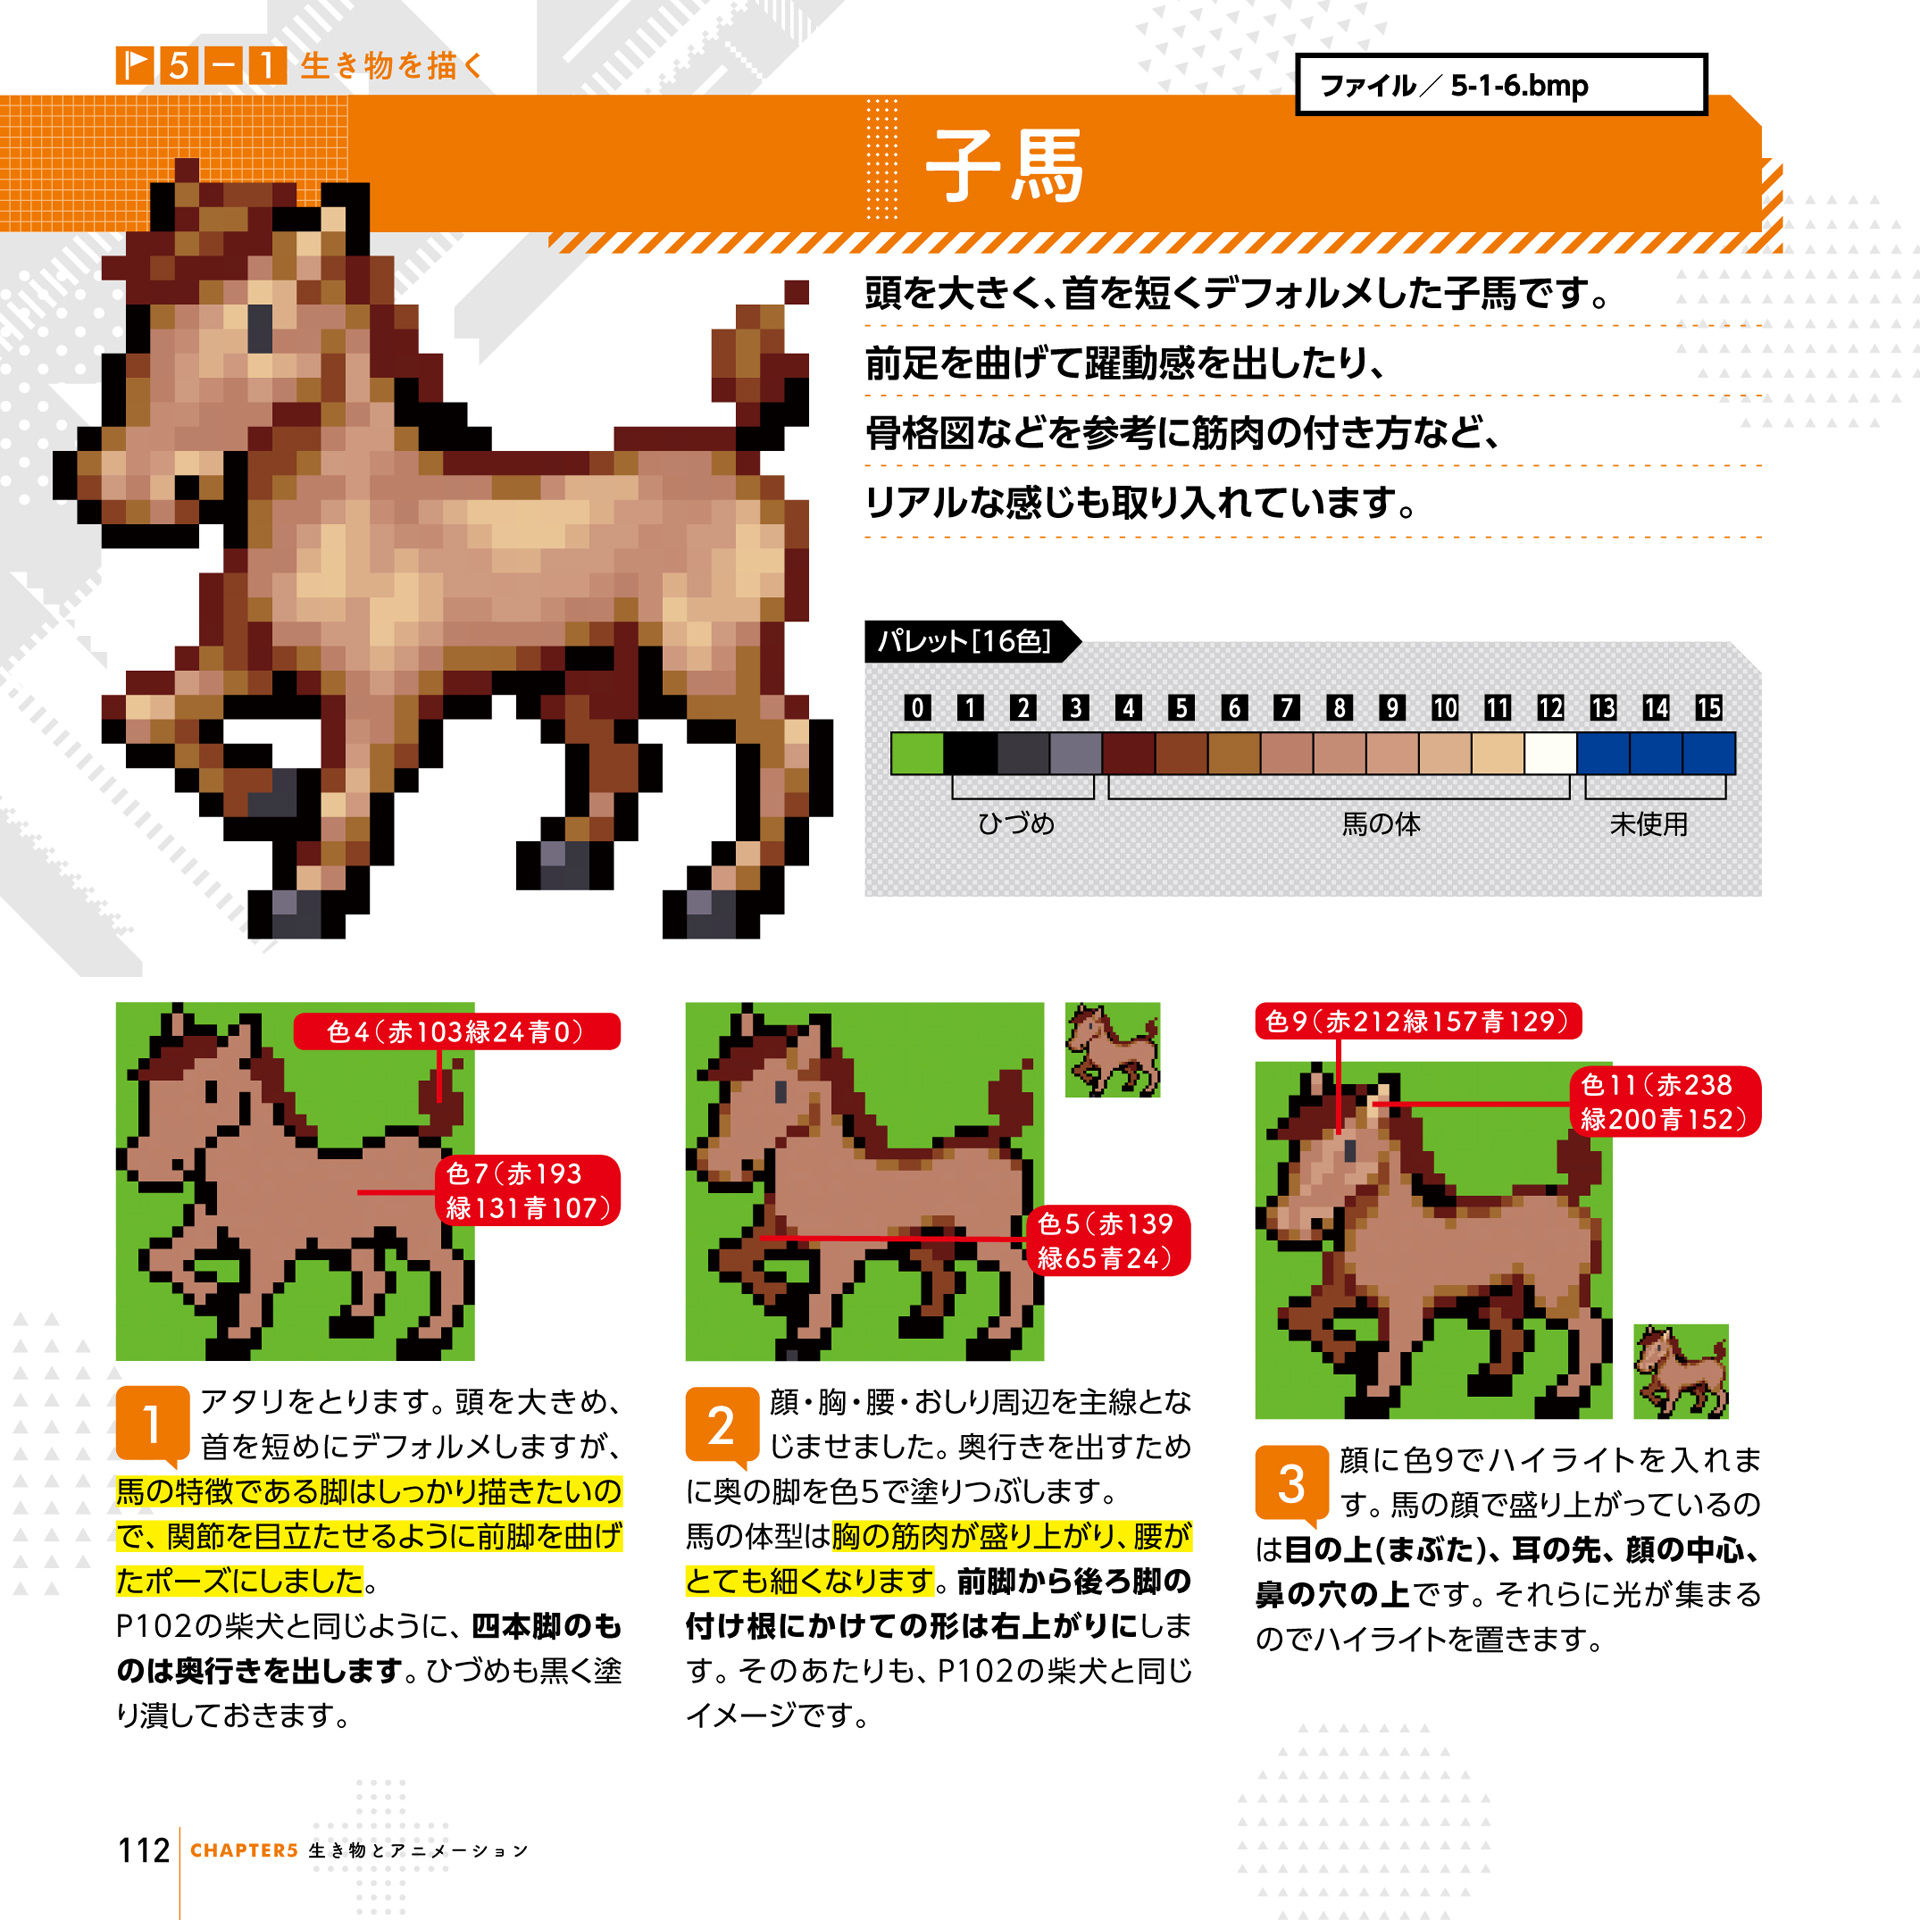 5-1 生き物を描く
ファイル／5-1-6.bmp
子馬
頭を大きく、首を短くデフォルメした子馬です。
前足を曲げて躍動感を出したり、
骨格図などを参考に筋肉の付き方など、
リアルな感じも取り入れています。
パレット[16色]
0 1 2 3 4 5 6 7 8 9 10 11 12 13 14 15
ひづめ 馬の体 未使用
色4（赤103緑24青0）
色7（赤193
緑131青107）
1 アタリをとります。頭を大きめ、
首を短めにデフォルメしますが、
馬の特徴である脚はしっかり描きたいの
で、関節を目立たせるように前脚を曲げ
たポーズにしました。
P102の柴犬と同じように、四本脚のも
のは奥行きを出します。ひづめも黒く塗
り潰しておきます。
色5（赤139
緑65青24）
2 顔・胸・腰・おしり周辺を主線とな
じませました。奥行きを出すため
に奥の脚を色5で塗りつぶします。
馬の体型は胸の筋肉が盛り上がり、腰が
とても細くなります。前脚から後ろ脚の
付け根にかけての形は右上がりにしま
す。そのあたりも、P102の柴犬と同じ
イメージです。
色9（赤212緑157青129）
色11（赤238
緑200青152）
3 顔に色9でハイライトを入れま
す。馬の顔で盛り上がっているの
は目の上(まぶた)、耳の先、顔の中心、
鼻の穴の上です。それらに光が集まる
のでハイライトを置きます。
112 CHAPTER5 生き物とアニメーション